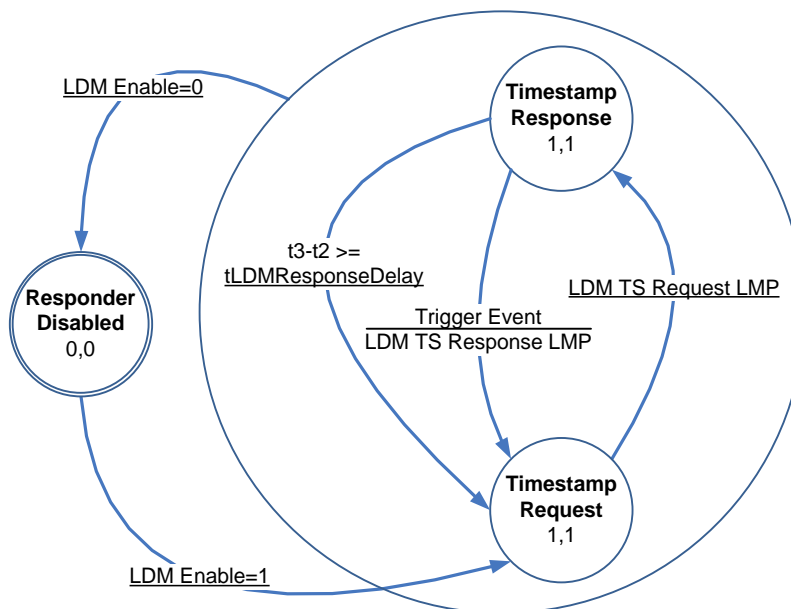 LDM Enable=0
Timestamp
Response
1,1
t3-t2 >=
tLDMResponseDelay
LDM TS Request LMP
Responder
Disabled
0,0
Trigger Event
LDM TS Response LMP
Timestamp
Request
1,1
LDM Enable=1